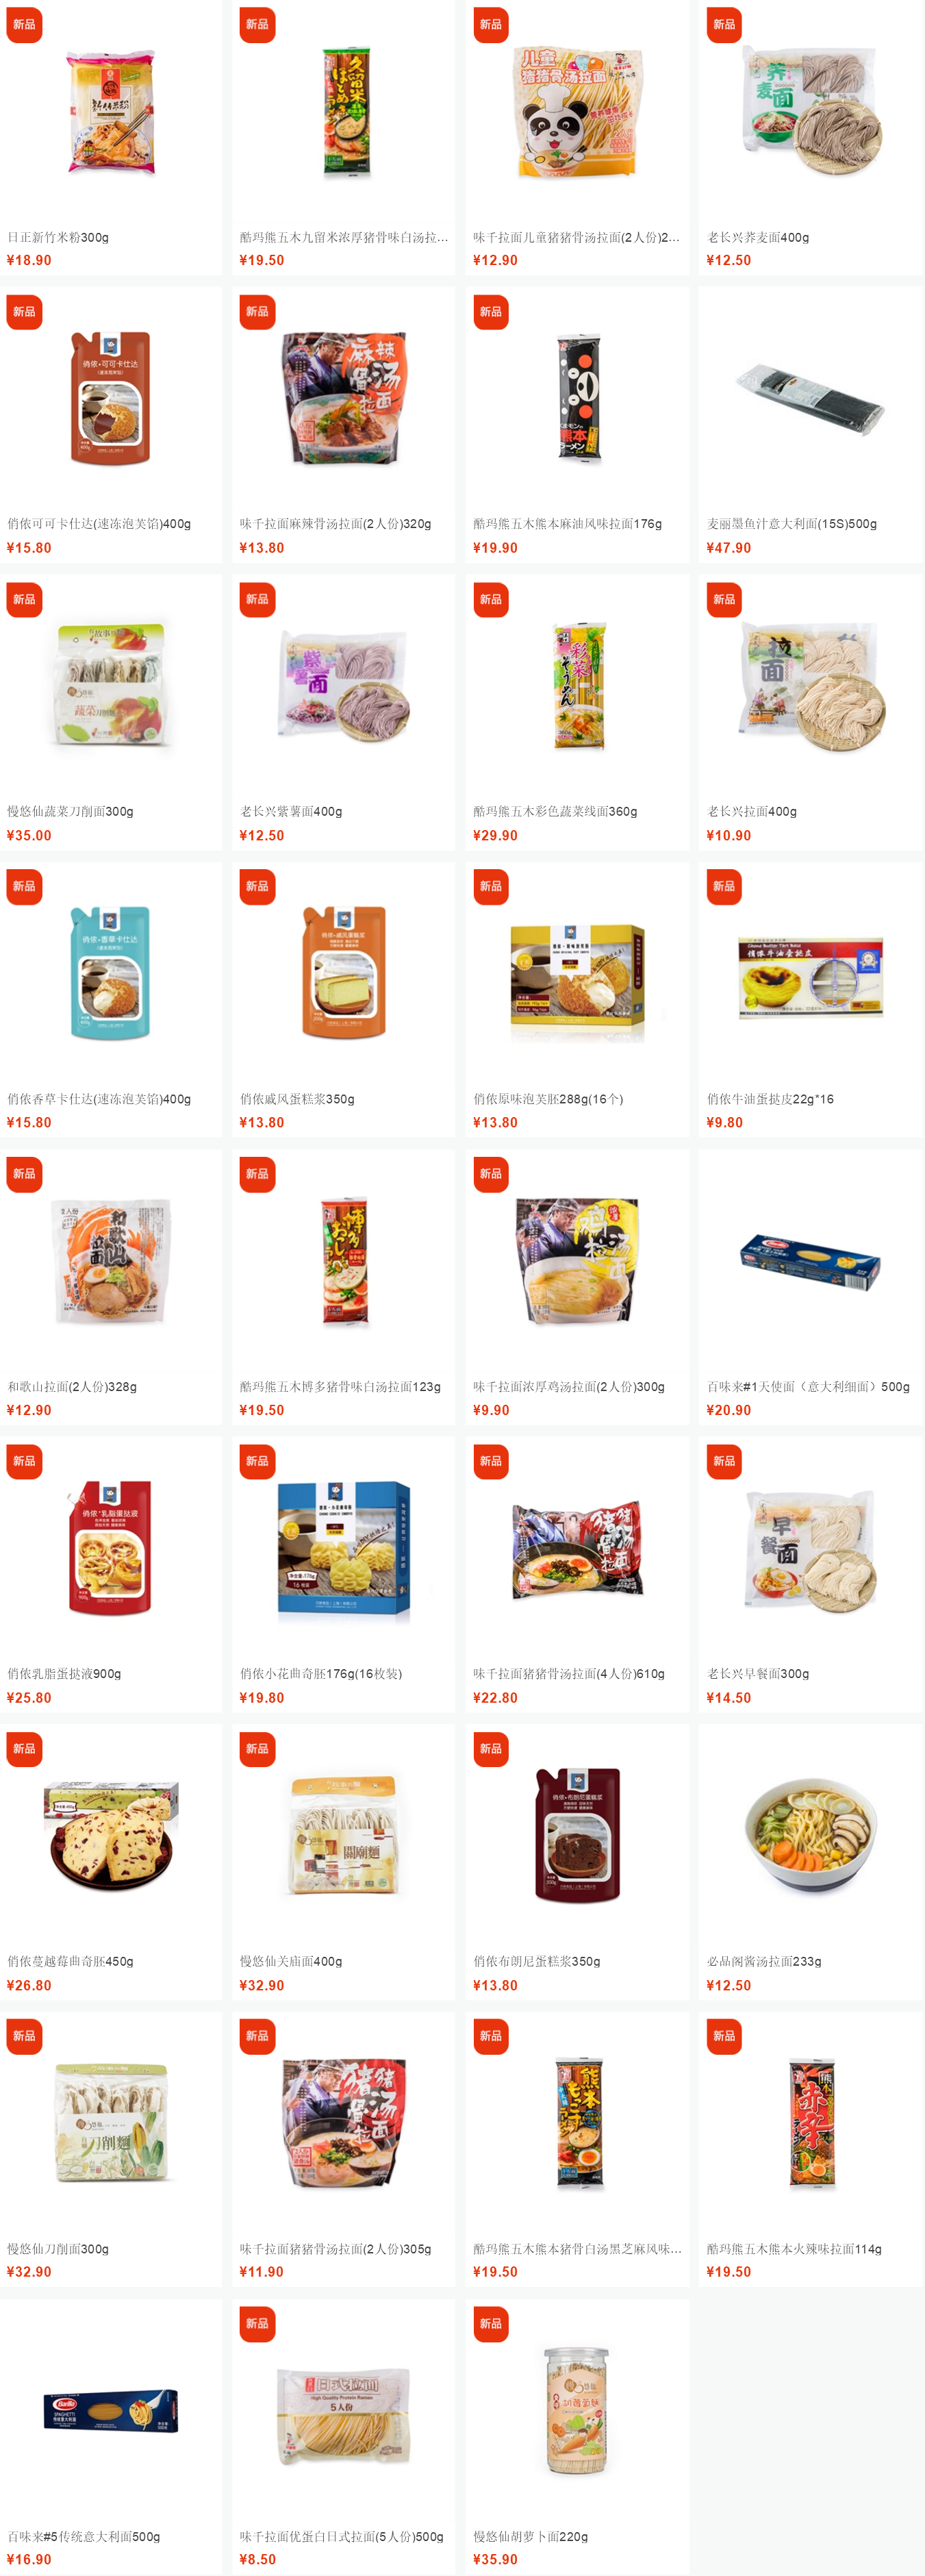 新品
新品
新品
新品
日正新竹米粉300g
酷玛熊五木九留米浓厚猪骨味白汤拉...
味千拉面儿童猪猪骨汤拉面(2人份)2...
老长兴荞麦面400g
¥18.90
¥19.50
¥12.90
¥12.50
新品
新品
新品
俏侬可可卡仕达(速冻泡芙馅)400g
味千拉面麻辣骨汤拉面(2人份)320g
酷玛熊五木熊本麻油风味拉面176g
麦丽墨鱼汁意大利面(15S)500g
¥15.80
¥13.80
¥19.90
¥47.90
新品
新品
新品
新品
慢悠仙蔬菜刀削面300g
老长兴紫薯面400g
酷玛熊五木彩色蔬菜线面360g
老长兴拉面400g
¥35.00
¥12.50
¥29.90
¥10.90
新品
新品
新品
新品
俏侬香草卡仕达(速冻泡芙馅)400g
俏侬戚风蛋糕浆350g
俏侬原味泡芙胚288g(16个)
俏侬牛油蛋挞皮22g*16
¥15.80
¥13.80
¥13.80
¥9.80
新品
新品
新品
和歌山拉面(2人份)328g
酷玛熊五木博多猪骨味白汤拉面123g
味千拉面浓厚鸡汤拉面(2人份)300g
百味来#1天使面（意大利细面）500g
¥12.90
¥19.50
¥9.90
¥20.90
新品
新品
新品
新品
俏侬乳脂蛋挞液900g
俏侬小花曲奇胚176g(16枚装)
味千拉面猪猪骨汤拉面(4人份)610g
老长兴早餐面300g
¥25.80
¥19.80
¥22.80
¥14.50
新品
新品
新品
俏侬蔓越莓曲奇胚450g
慢悠仙关庙面400g
俏侬布朗尼蛋糕浆350g
必品阁酱汤拉面233g
¥26.80
¥32.90
¥13.80
¥12.50
新品
新品
新品
新品
慢悠仙刀削面300g
味千拉面猪猪骨汤拉面(2人份)305g
酷玛熊五木熊本猪骨白汤黑芝麻风味...
酷玛熊五木熊本火辣味拉面114g
¥32.90
¥11.90
¥19.50
¥19.50
新品
新品
百味来#5传统意大利面500g
味千拉面优蛋白日式拉面(5人份)500g
慢悠仙胡萝卜面220g
¥16.90
¥8.50
¥35.90